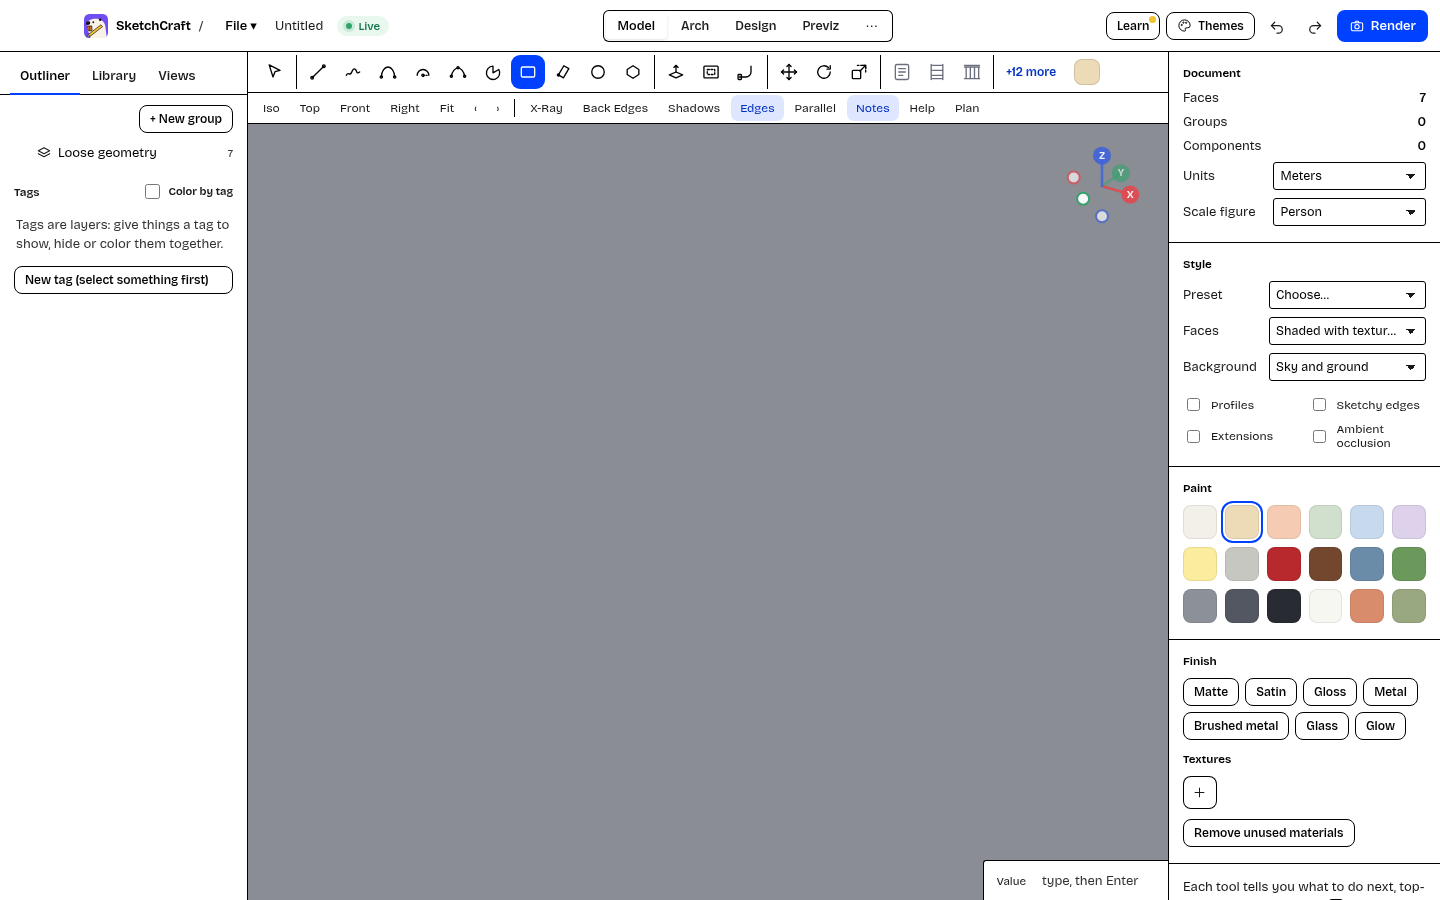 SketchCraft / File ▾ Untitled Live Model Arch Design Previz ··· Learn Themes Render
Outliner Library Views
+12 more
Iso Top Front Right Fit ‹ › X-Ray Back Edges Shadows Edges Parallel Notes Help Plan
+ New group
Loose geometry 7
Tags Color by tag
Tags are layers: give things a tag to
show, hide or color them together.
New tag (select something first)
Z
Y
X
Value type, then Enter
Document
Faces 7
Groups 0
Components 0
Units Meters
Scale figure Person
Style
Preset Choose...
Faces Shaded with textur...
Background Sky and ground
Profiles Sketchy edges
Extensions Ambient
occlusion
Paint
Finish
Matte Satin Gloss Metal
Brushed metal Glass Glow
Textures
+
Remove unused materials
Each tool tells you what to do next, top-